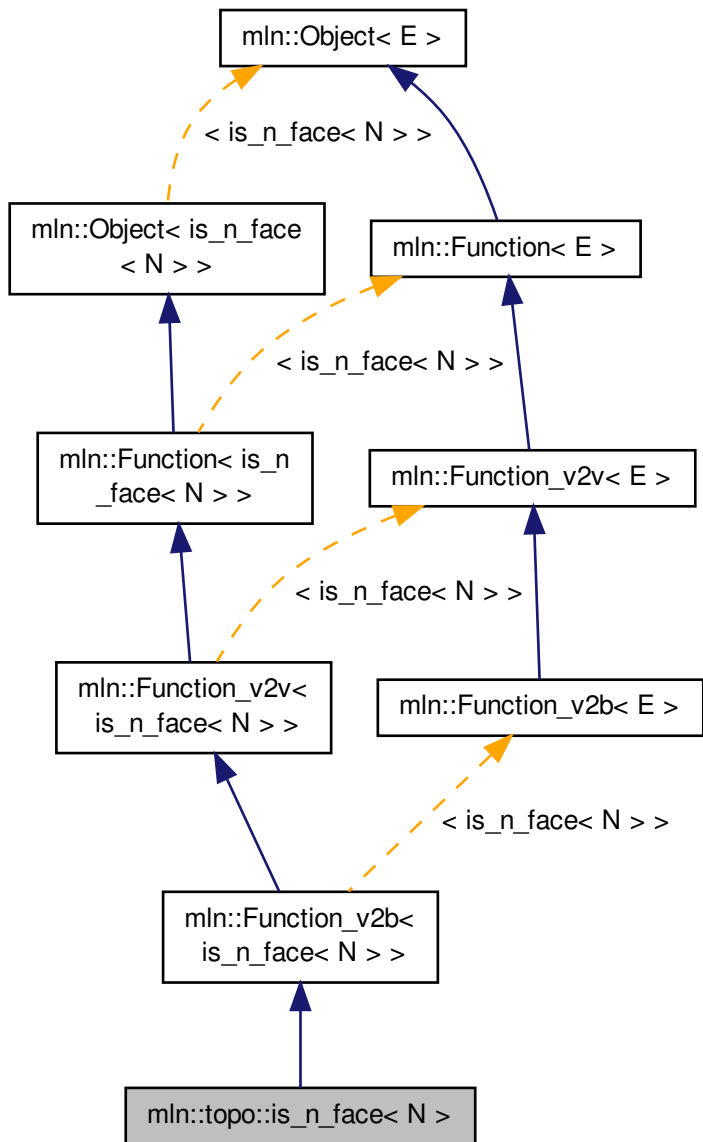 mln::Object< E >
< is_n_face< N > >
mln::Object< is_n_face
< N > >
mln::Function< E >
< is_n_face< N > >
mln::Function< is_n
_face< N > >
mln::Function_v2v< E >
< is_n_face< N > >
mln::Function_v2v<
is_n_face< N > >
mln::Function_v2b< E >
< is_n_face< N > >
mln::Function_v2b<
is_n_face< N > >
mln::topo::is_n_face< N >